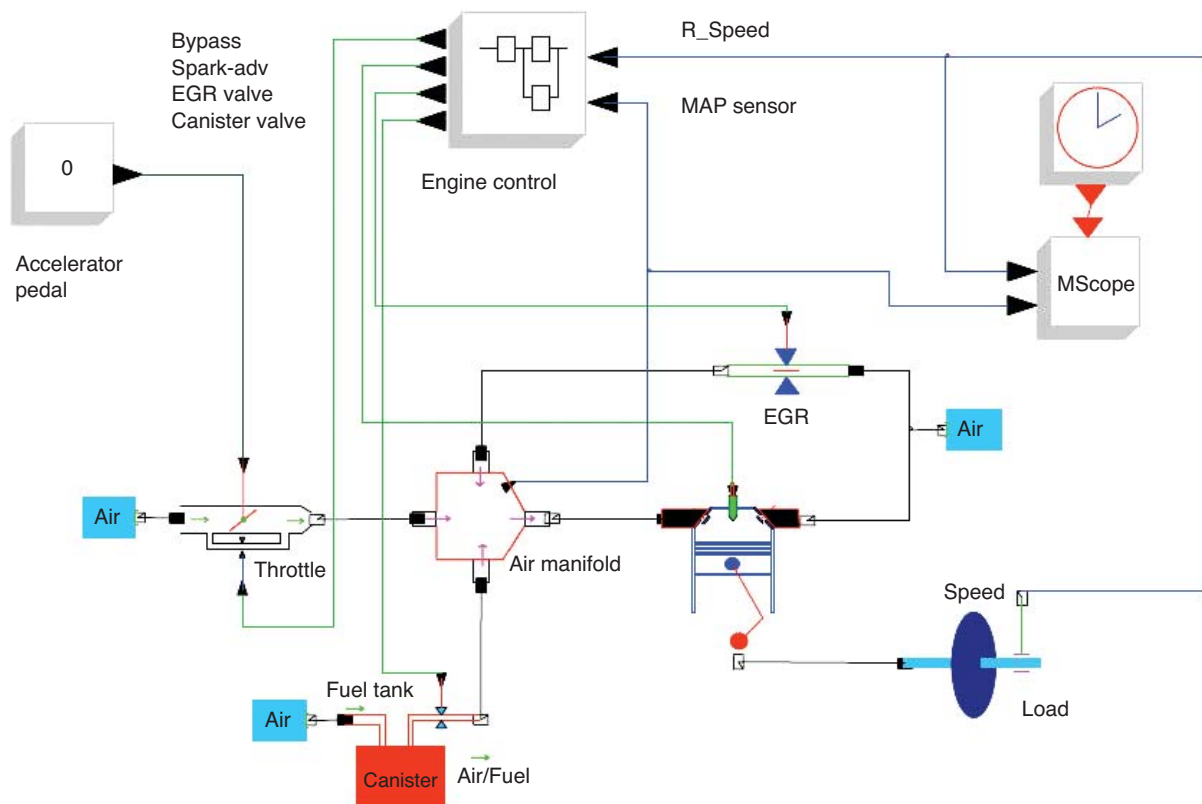 Bypass
Spark-adv
EGR valve
Canister valve
R_Speed
MAP sensor
0
Engine control
Accelerator
pedal
MScope
EGR
Air
Air
Throttle
Air manifold
Speed
Fuel tank
Air
Load
Canister
Air/Fuel